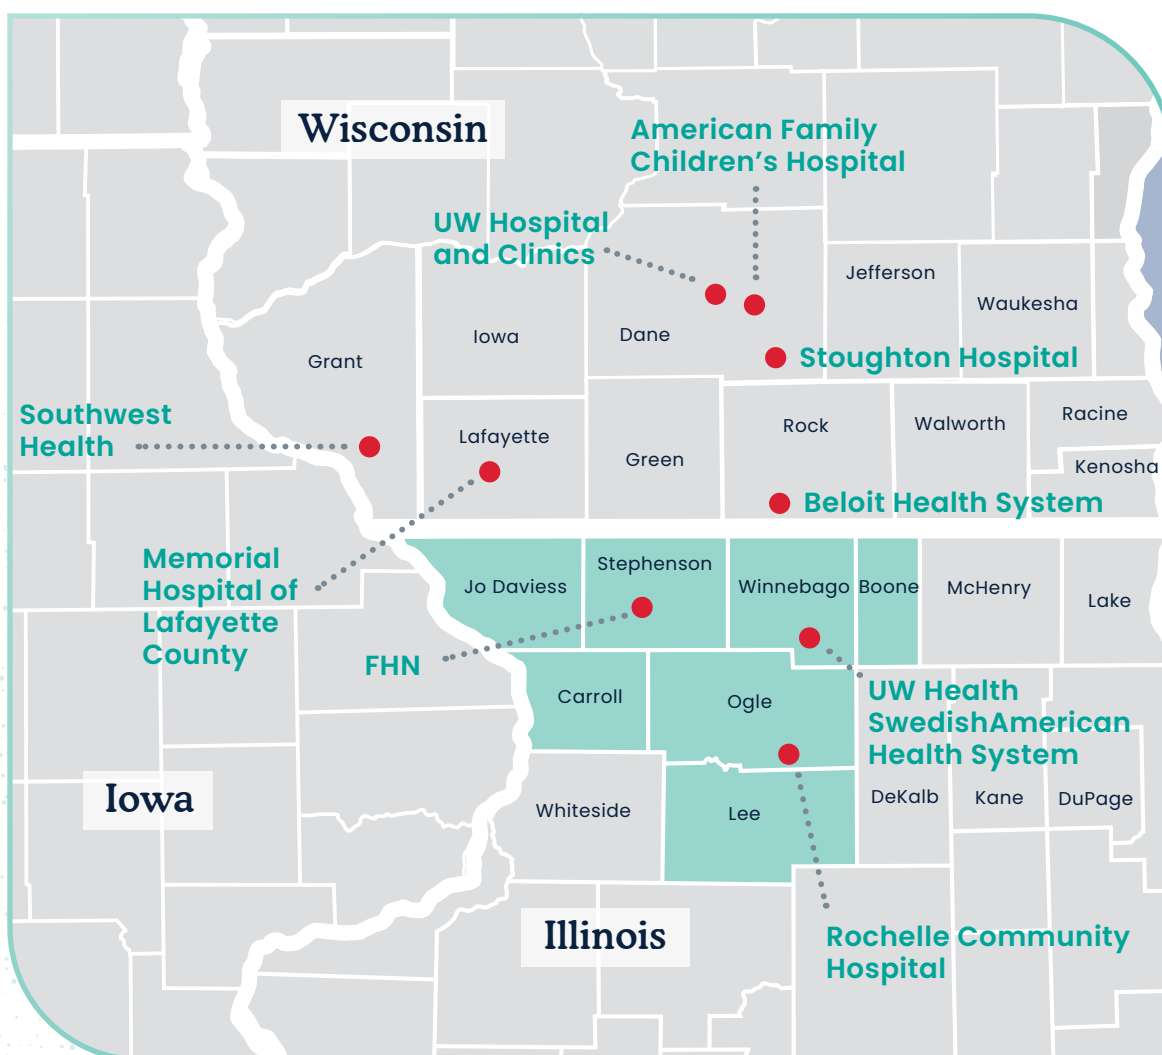 Wisconsin
American Family
Children's Hospital
UW Hospital
and Clinics
Jefferson
Waukesha
Iowa
Dane
Grant
Stoughton Hospital
Southwest
Health
Lafayette
Rock
Walworth
Racine
Green
Kenosha
Beloit Health System
Memorial
Hospital of
Lafayette
County
Jo Daviess
Stephenson
Winnebago
Boone
McHenry
Lake
FHN
Carroll
Ogle
UW Health
SwedishAmerican
Health System
Iowa
Whiteside
Lee
DeKalb
Kane
DuPage
Illinois
Rochelle Community
Hospital